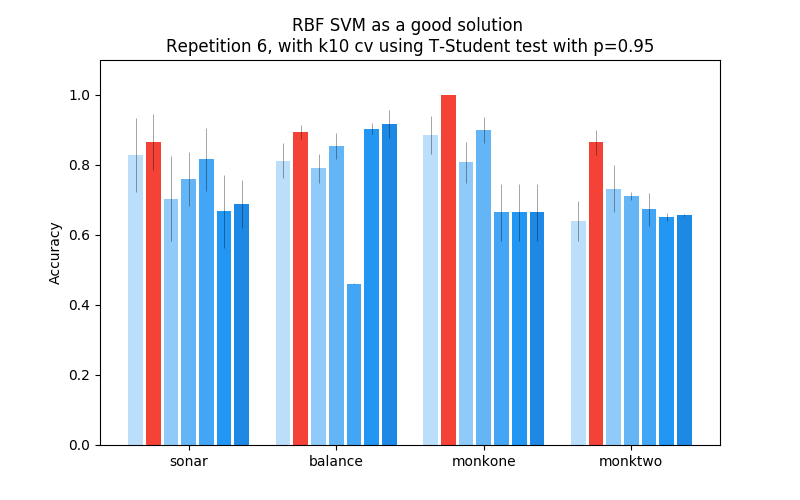 RBF SVM as a good solution
Repetition 6, with k10 cv using T-Student test with p=0.95
Accuracy
1.0
0.8
0.6
0.4
0.2
0.0
sonar
balance
monkone
monktwo